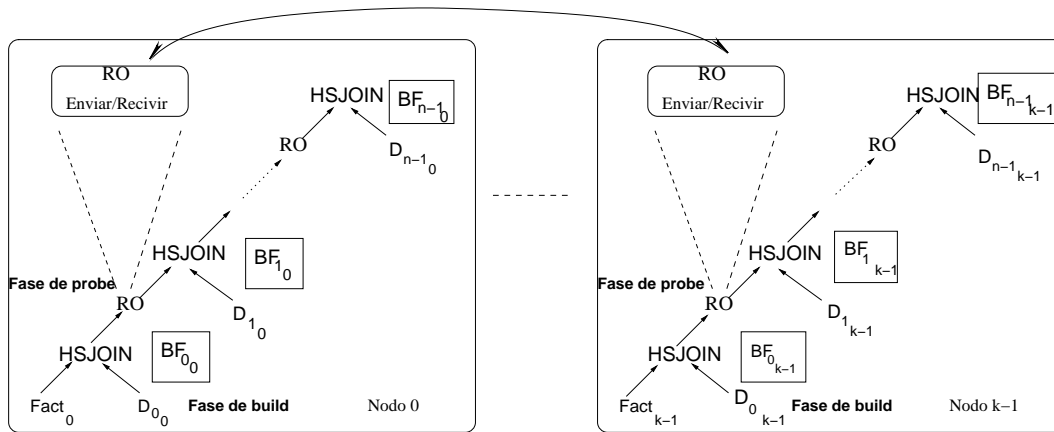 RO
Enviar/Recivir
HSJOIN
BF n−1 0
RO
D n−1 0
HSJOIN
BF 1 0
Fase de probe
RO
D 1 0
HSJOIN
BF 0 0
Fact 0
D 0 0
Fase de build
Nodo 0
RO
Enviar/Recivir
HSJOIN
BF n−1 k−1
RO
D n−1 k−1
HSJOIN
BF 1 k−1
Fase de probe
RO
D 1 k−1
HSJOIN
BF 0 k−1
Fact k−1
D 0 k−1
Fase de build
Nodo k−1